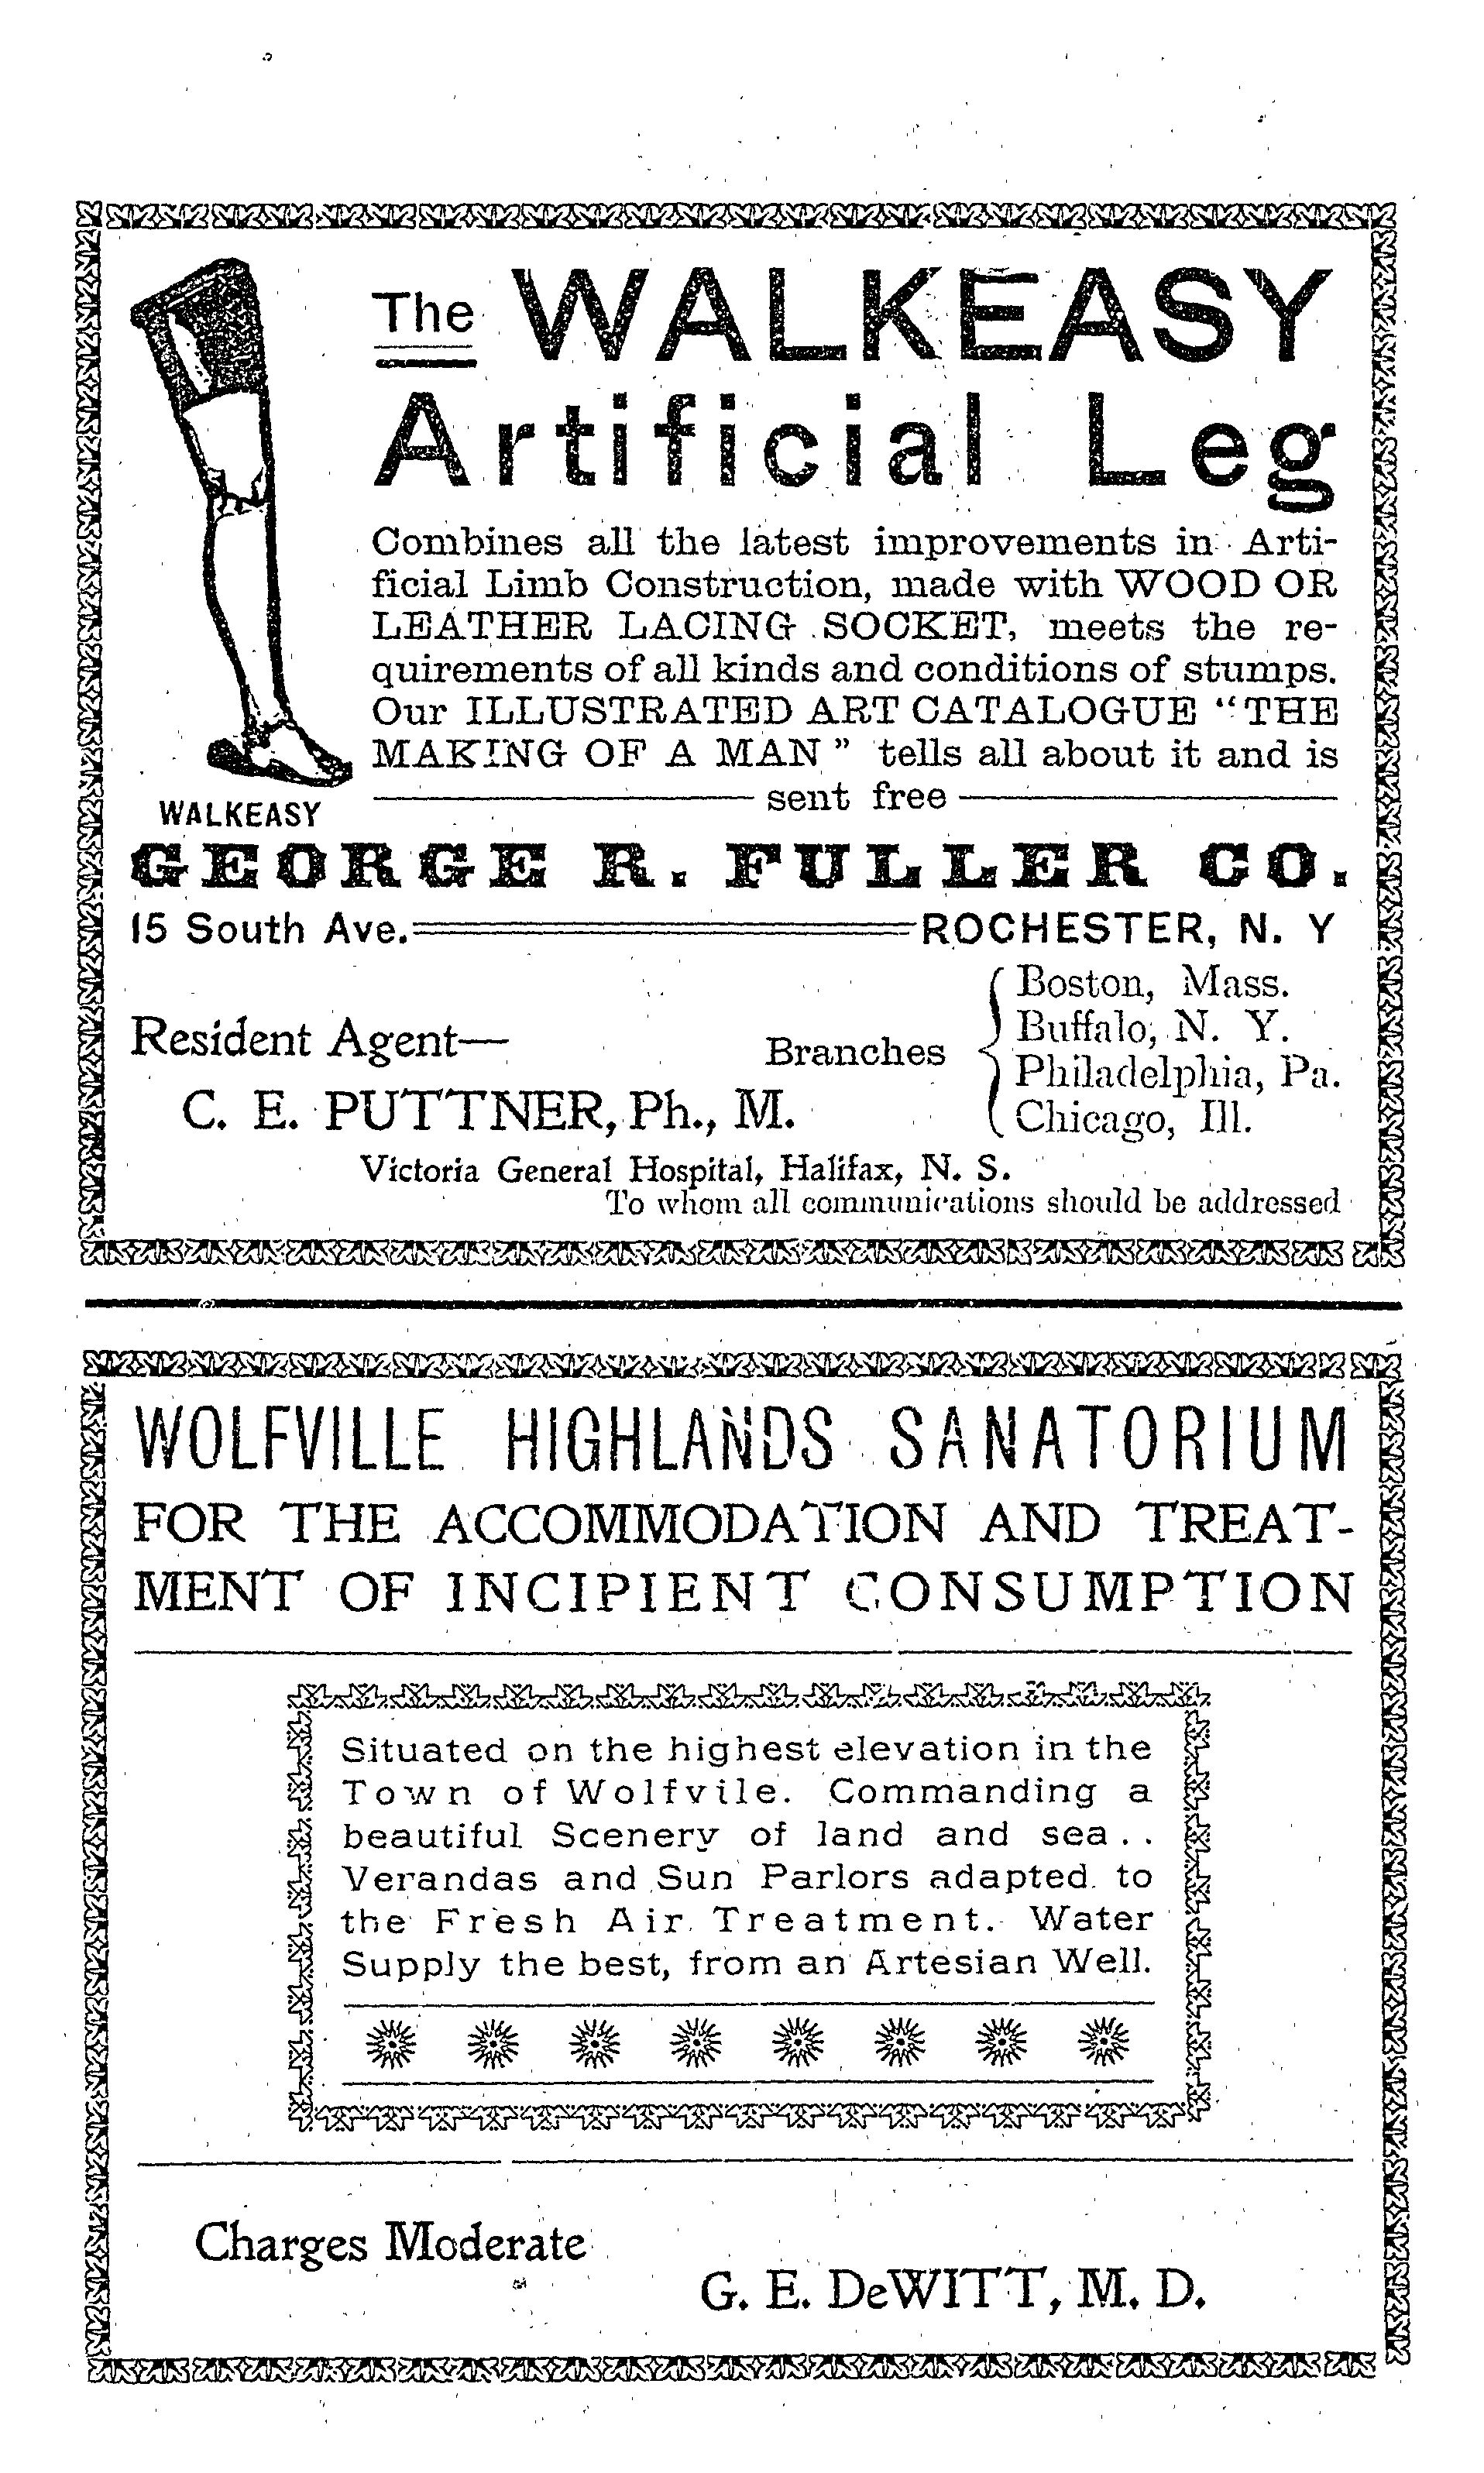 The WALKEASY
Artificial Leg
Combines all the latest improvements in Arti-
ficial Limb Construction, made with WOOD OR
LEATHER LACING SOCKET, meets the re-
quirements of all kinds and conditions of stumps.
Our ILLUSTRATED ART CATALOGUE "THE
MAKING OF A MAN" tells all about it and is
sent free
WALKEASY
GEORGE R. FULLER CO.
15 South Ave. ROCHESTER, N. Y
Resident Agent—
C. E. PUTTNER, Ph., M.
Branches
Boston, Mass.
Buffalo, N. Y.
Philadelphia, Pa.
Chicago, Ill.
Victoria General Hospital, Halifax, N. S.
To whom all communications should be addressed
WOLFVILLE HIGHLANDS SANATORIUM
FOR THE ACCOMMODATION AND TREAT-
MENT OF INCIPIENT CONSUMPTION
Situated on the highest elevation in the
Town of Wolfvile. Commanding a
beautiful Scenery of land and sea..
Verandas and Sun Parlors adapted to
the Fresh Air Treatment. Water
Supply the best, from an Artesian Well.
Charges Moderate
G. E. DeWITT, M. D.